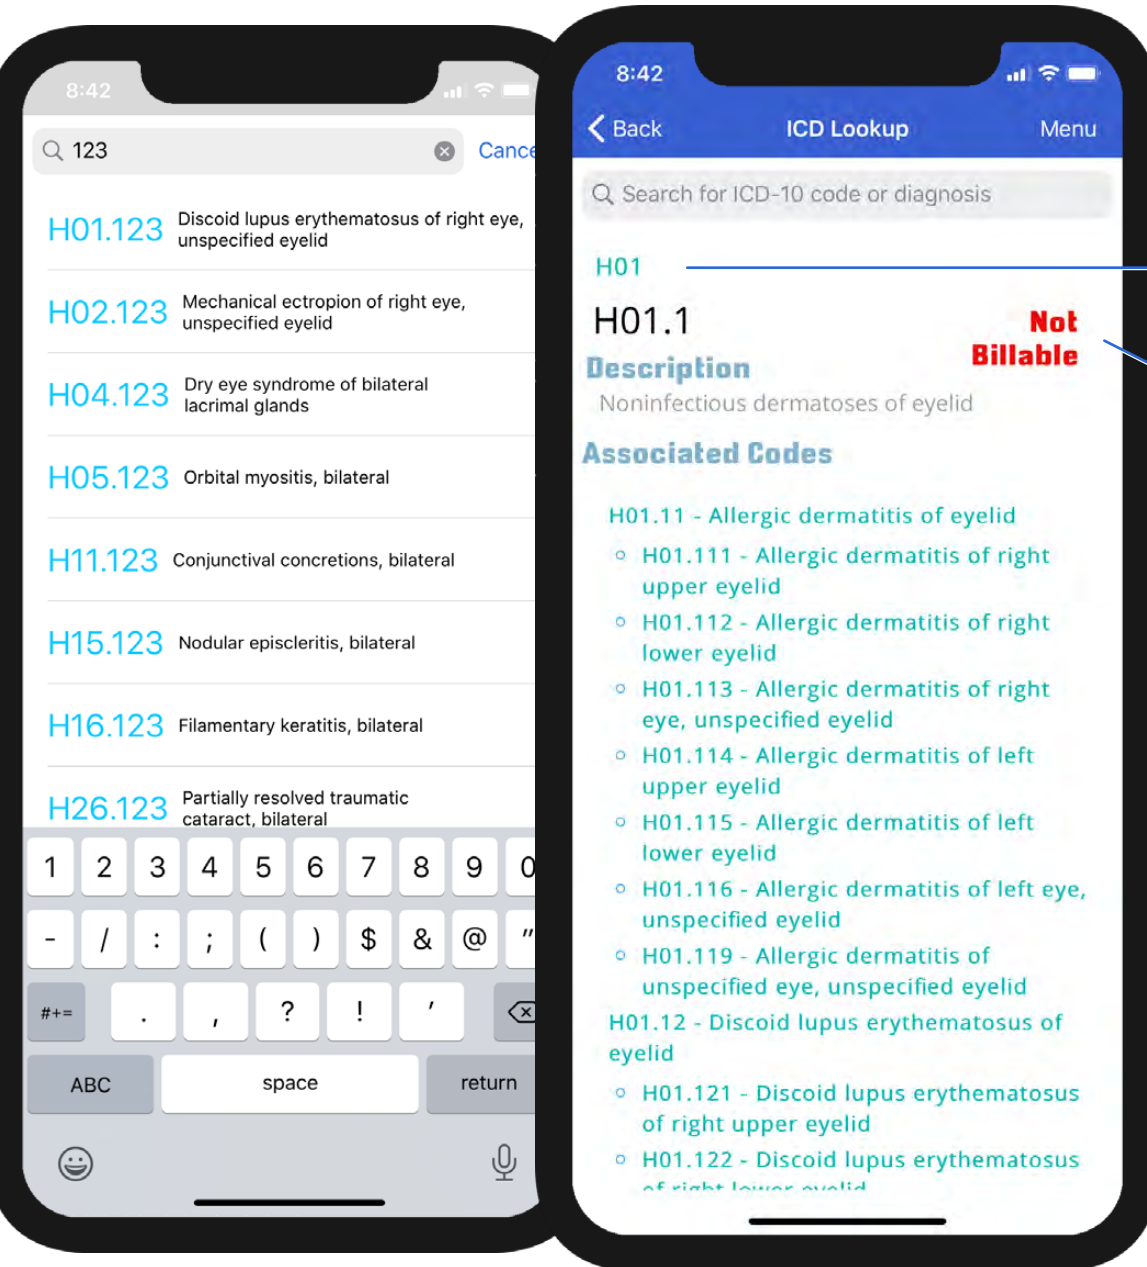 8:42
123
Cance
H01.123
Discoid lupus erythematosus of right eye,
unspecified eyelid
H02.123
Mechanical ectropion of right eye,
unspecified eyelid
H04.123
Dry eye syndrome of bilateral
lacrimal glands
H05.123
Orbital myositis, bilateral
H11.123
Conjunctival concretions, bilateral
H15.123
Nodular episcleritis, bilateral
H16.123
Filamentary keratitis, bilateral
H26.123
Partially resolved traumatic
cataract, bilateral
1 2 3 4 5 6 7 8 9 0
- / : ; ( ) $ & @ "
#+= . , ? ! '
ABC space return
8:42
Back ICD Lookup Menu
Search for ICD-10 code or diagnosis
H01
H01.1
Not
Billable
Description
Noninfectious dermatoses of eyelid
Associated Codes
H01.11 - Allergic dermatitis of eyelid
H01.111 - Allergic dermatitis of right
upper eyelid
H01.112 - Allergic dermatitis of right
lower eyelid
H01.113 - Allergic dermatitis of right
eye, unspecified eyelid
H01.114 - Allergic dermatitis of left
upper eyelid
H01.115 - Allergic dermatitis of left
lower eyelid
H01.116 - Allergic dermatitis of left eye,
unspecified eyelid
H01.119 - Allergic dermatitis of
unspecified eye, unspecified eyelid
H01.12 - Discoid lupus erythematosus of
eyelid
H01.121 - Discoid lupus erythematosus
of right upper eyelid
H01.122 - Discoid lupus erythematosus
of right lower eyelid